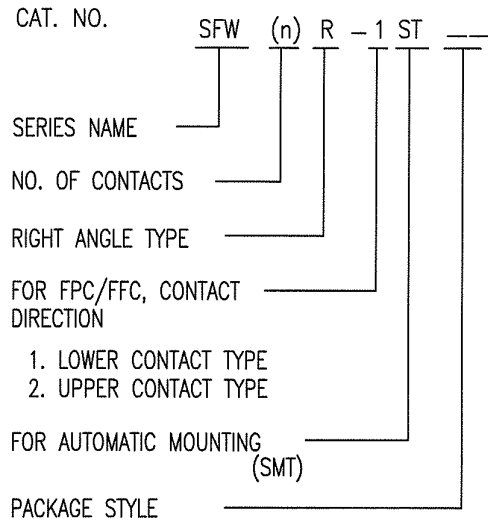 CAT. NO. SFW (n) R - 1 ST __
SERIES NAME
NO. OF CONTACTS
RIGHT ANGLE TYPE
FOR FPC/FFC, CONTACT
DIRECTION
1. LOWER CONTACT TYPE
2. UPPER CONTACT TYPE
FOR AUTOMATIC MOUNTING
(SMT)
PACKAGE STYLE